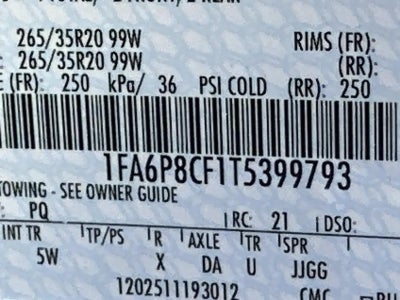 265/35R20 99W RIMS (FR):
265/35R20 99W (RR):
(FR): 250 kPa/ 36 PSI COLD (RR): 250
1FA6P8CF1T5399793
TOWING - SEE OWNER GUIDE
PQ RC: 21 DSO:
INT TR TP/PS R AXLE TR SPR
5W X DA U JJGG
1202511193012 CMC